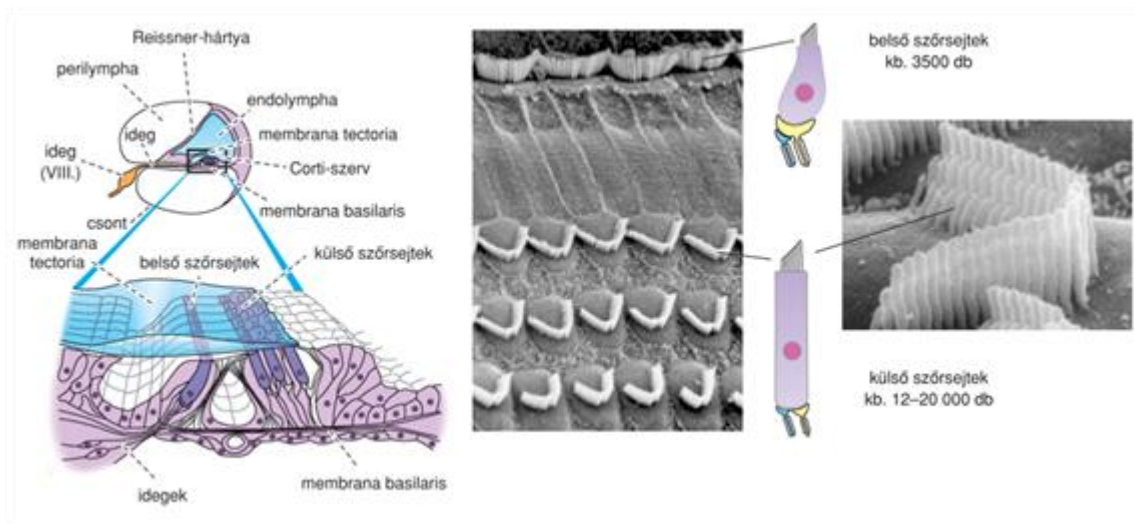 Reissner-hártya
perilympha
endolympha
ideg
membrana tectoria
ideg
(VIII.)
Corti-szerv
membrana basilaris
csont
membrana
tectoria
belső szőrsejtek
külső szőrsejtek
idegek
membrana basilaris
belső szőrsejtek
kb. 3500 db
külső szőrsejtek
kb. 12–20 000 db